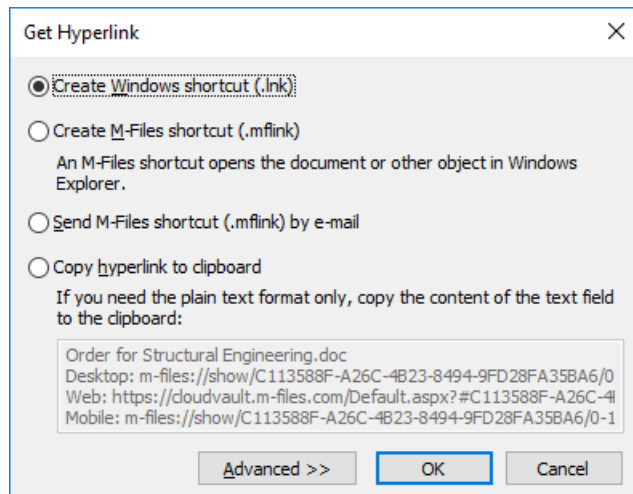 Get Hyperlink
Create Windows shortcut (.lnk)
Create M-Files shortcut (.mflink)
An M-Files shortcut opens the document or other object in Windows
Explorer.
Send M-Files shortcut (.mflink) by e-mail
Copy hyperlink to clipboard
If you need the plain text format only, copy the content of the text field
to the clipboard:
Order for Structural Engineering.doc
Desktop: m-files://show/C113588F-A26C-4B23-8494-9FD28FA35BA6/0
Web: https://cloudvault.m-files.com/Default.aspx?#C113588F-A26C-4
Mobile: m-files://show/C113588F-A26C-4B23-8494-9FD28FA35BA6/0-1
Advanced >>
OK
Cancel